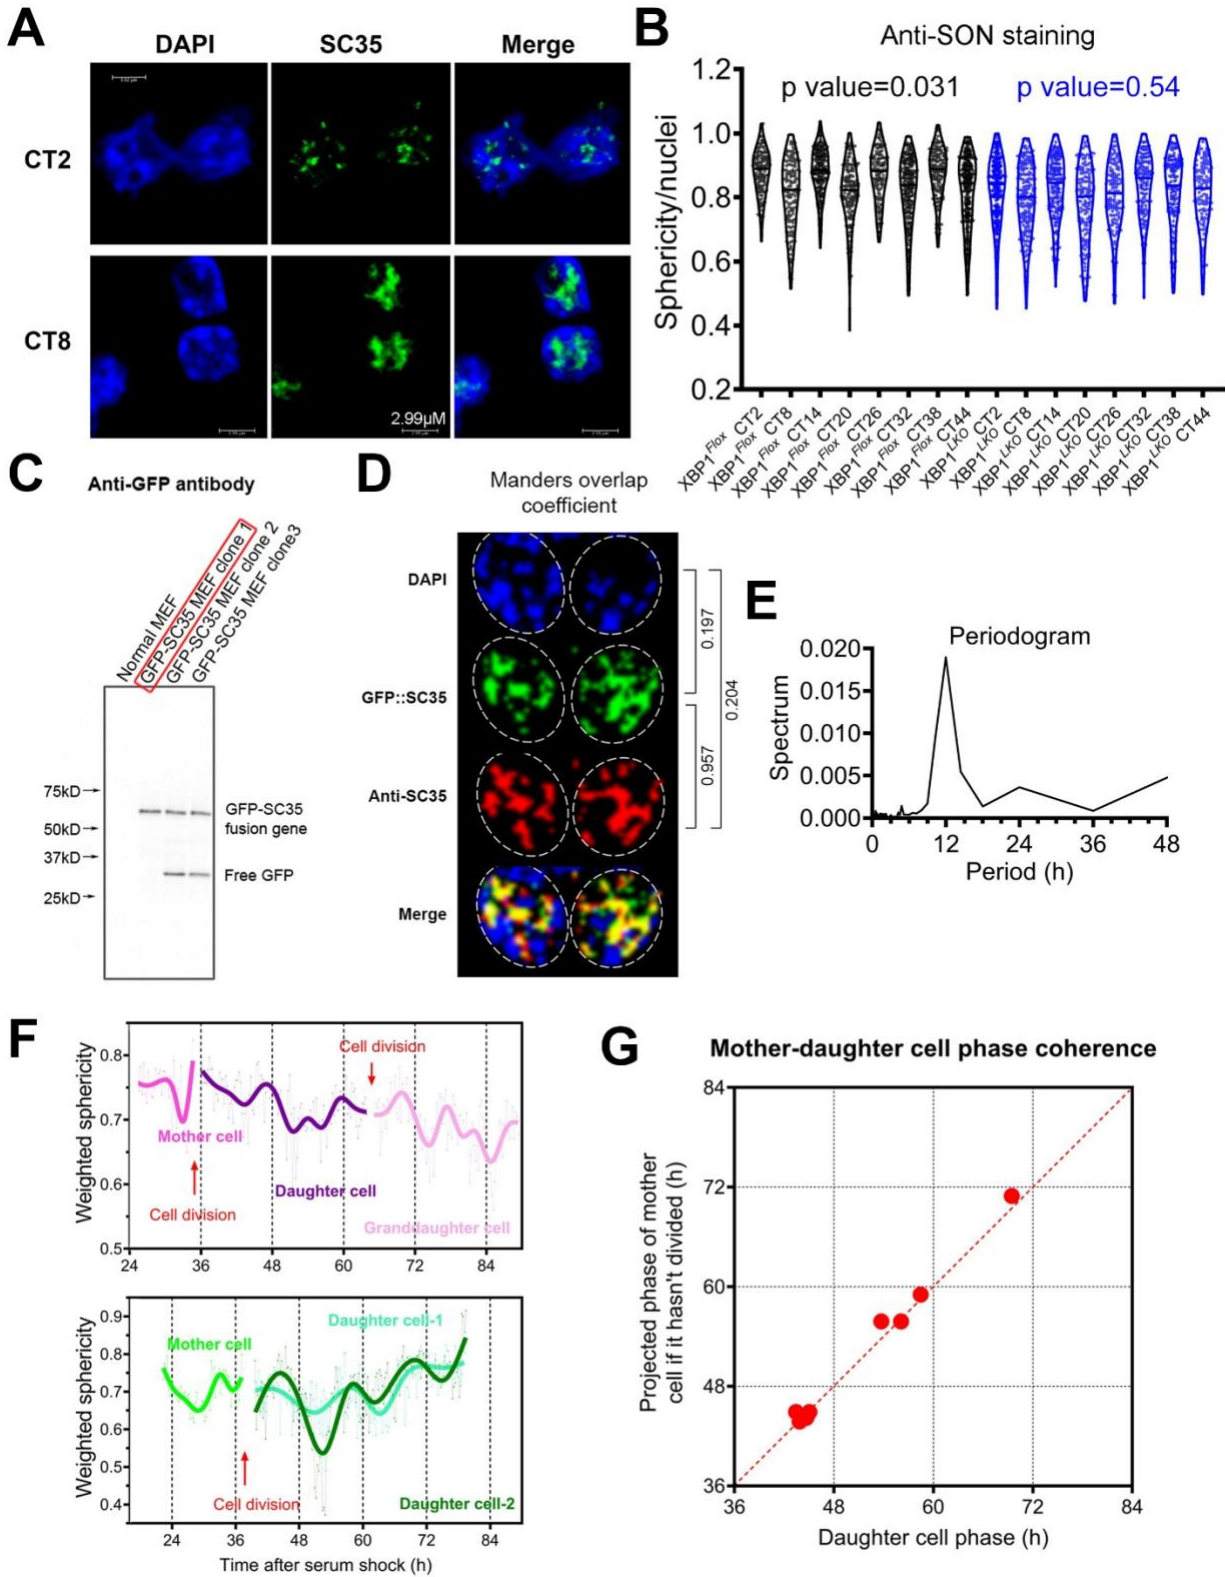 A
DAPI SC35 Merge
CT2
CT8
2.99µM
B
Anti-SON staining
p value=0.031 p value=0.54
Sphericity/nuclei
1.2
1.0
0.8
0.6
0.4
0.2
XBP1Flox CT2
XBP1Flox CT8
XBP1Flox CT14
XBP1Flox CT20
XBP1Flox CT26
XBP1Flox CT32
XBP1Flox CT38
XBP1Flox CT44
XBP1LKO CT2
XBP1LKO CT8
XBP1LKO CT14
XBP1LKO CT20
XBP1LKO CT26
XBP1LKO CT32
XBP1LKO CT38
XBP1LKO CT44
C
Anti-GFP antibody
Normal MEF
GFP-SC35 MEF clone 1
GFP-SC35 MEF clone 2
GFP-SC35 MEF clone3
75kD
50kD
37kD
25kD
GFP-SC35
fusion gene
Free GFP
D
Manders overlap
coefficient
DAPI
GFP::SC35
Anti-SC35
Merge
0.197
0.957
0.204
E
Periodogram
Spectrum
0.020
0.015
0.010
0.005
0.000
0 12 24 36 48
Period (h)
F
Weighted sphericity
0.8
0.7
0.6
0.5
Cell division
Mother cell
Daughter cell
Cell division
Granddaughter cell
24 36 48 60 72 84
Weighted sphericity
0.9
0.8
0.7
0.6
0.5
0.4
Daughter cell-1
Mother cell
Cell division
Daughter cell-2
24 36 48 60 72 84
Time after serum shock (h)
G
Mother-daughter cell phase coherence
Projected phase of mother
cell if it hasn't divided (h)
84
72
60
48
36
36 48 60 72 84
Daughter cell phase (h)